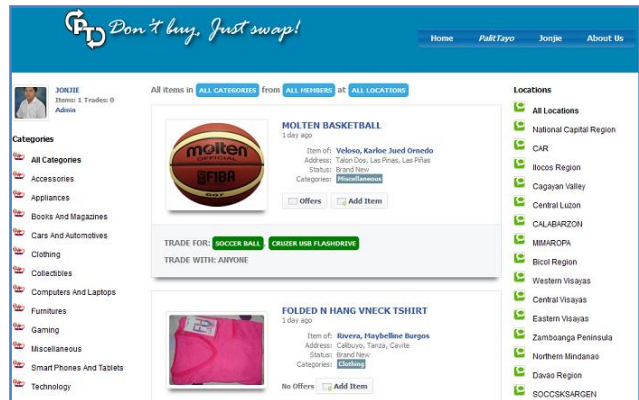 PTO Don't buy, Just swap!
Home PalitTayo Jonjie About Us
JONJIE
Items: 1 Trades: 0
Admin
Categories
All Categories
Accessories
Appliances
Books And Magazines
Cars And Automotives
Clothing
Collectibles
Computers And Laptops
Furnitures
Gaming
Miscellaneous
Smart Phones And Tablets
Technology
All items in ALL CATEGORIES from ALL MEMBERS at ALL LOCATIONS
molten
OFFICIAL
FIBA
GG7
MOLTEN BASKETBALL
1 day ago
Item of: Veloso, Karloe Jued Ornedo
Address: Talon Dos, Las Pinas, Las Piñas
Status: Brand New
Categories: Miscellaneous
Offers Add Item
TRADE FOR: SOCCER BALL, CRUZER USB FLASHDRIVE
TRADE WITH: ANYONE
FOLDED N HANG VNECK TSHIRT
1 day ago
Item of: Rivera, Maybelline Burgos
Address: Calibuyo, Tanza, Cavite
Status: Brand New
Categories: Clothing
No Offers Add Item
Locations
All Locations
National Capital Region
CAR
Ilocos Region
Cagayan Valley
Central Luzon
CALABARZON
MIMAROPA
Bicol Region
Western Visayas
Central Visayas
Eastern Visayas
Zamboanga Peninsula
Northern Mindanao
Davao Region
SOCCSKSARGEN